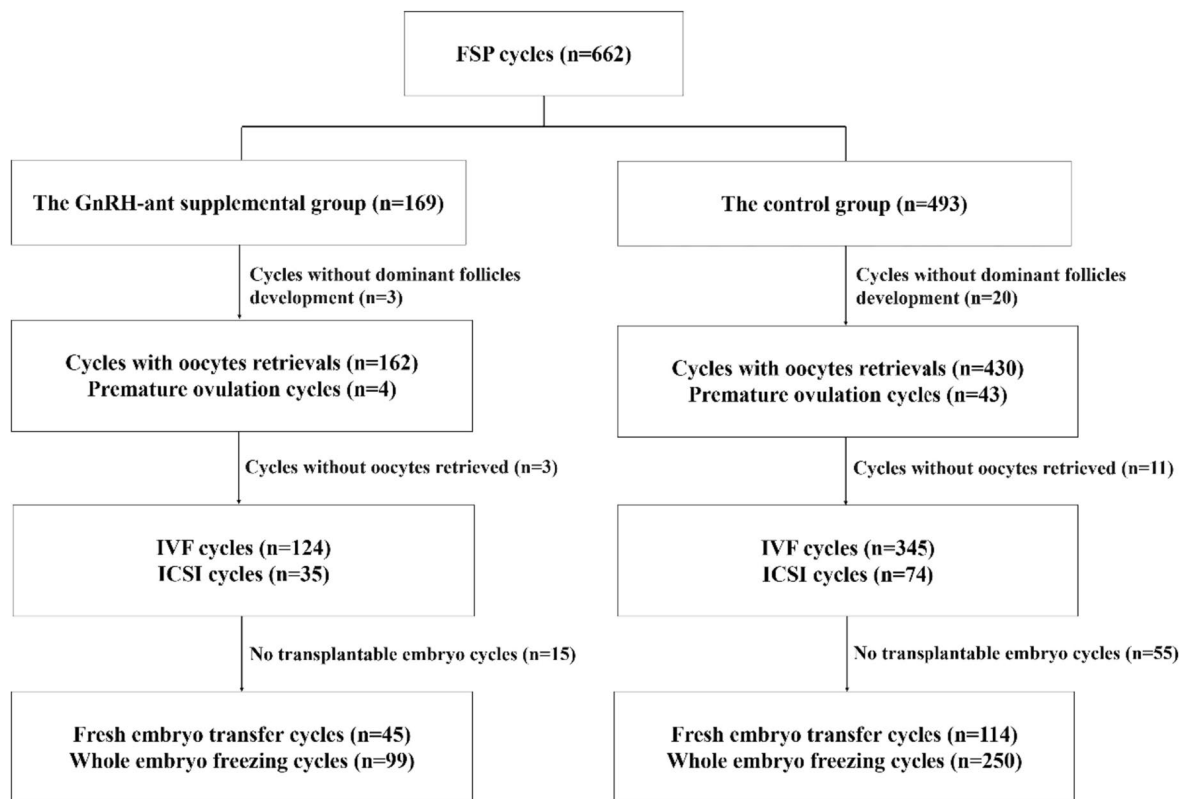 FSP cycles (n=662)
The GnRH-ant supplemental group (n=169)
The control group (n=493)
Cycles without dominant follicles
development (n=3)
Cycles without dominant follicles
development (n=20)
Cycles with oocytes retrievals (n=162)
Premature ovulation cycles (n=4)
Cycles with oocytes retrievals (n=430)
Premature ovulation cycles (n=43)
Cycles without oocytes retrieved (n=3)
Cycles without oocytes retrieved (n=11)
IVF cycles (n=124)
ICSI cycles (n=35)
IVF cycles (n=345)
ICSI cycles (n=74)
No transplantable embryo cycles (n=15)
No transplantable embryo cycles (n=55)
Fresh embryo transfer cycles (n=45)
Whole embryo freezing cycles (n=99)
Fresh embryo transfer cycles (n=114)
Whole embryo freezing cycles (n=250)